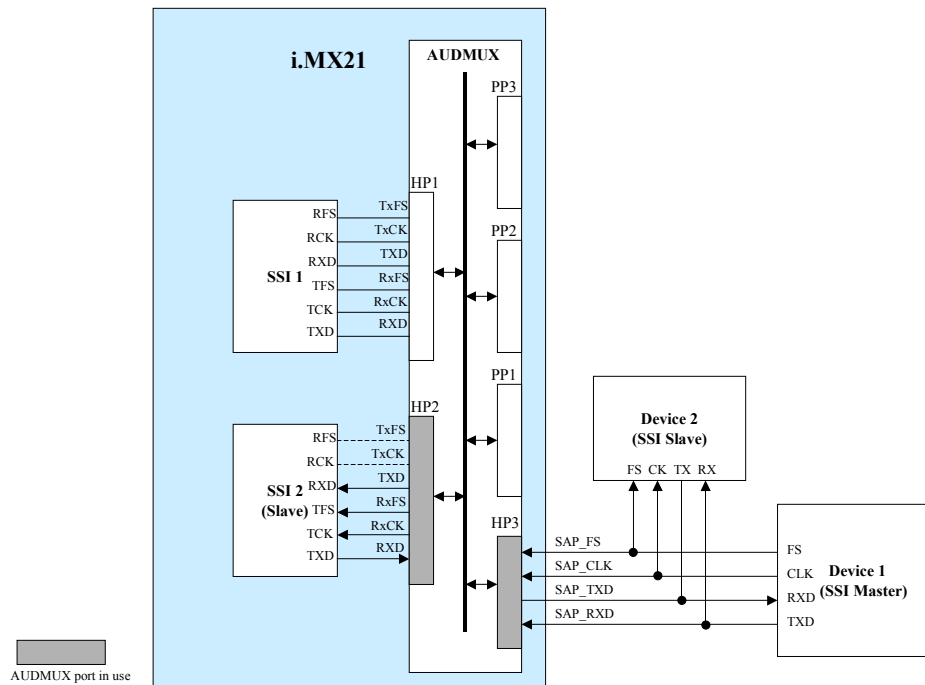 i.MX21
AUDMUX
PP3
HP1
RFS
TxFS
RCK
TxCK
RXD
TXD
SSI 1
TFS
RxFS
TCK
RxCK
TXD
RXD
PP2
PP1
HP2
RFS
TxFS
RCK
TxCK
RXD
TXD
SSI 2
(Slave)
TFS
RxFS
TCK
RxCK
TXD
RXD
HP3
Device 2
(SSI Slave)
FS CK TX RX
SAP_FS
SAP_CLK
SAP_TXD
SAP_RXD
FS
CLK
RXD
TXD
Device 1
(SSI Master)
AUDMUX port in use